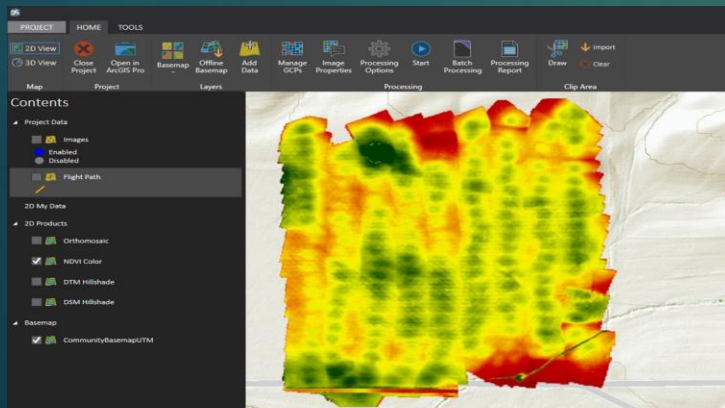 PROJECT HOME TOOLS
2D View
3D View
Map
Close Project
Open in ArcGIS Pro
Project
Basemap
Offline Basemap
Add Data
Layers
Manage GCPs
Image Properties
Processing Options
Start
Batch Processing
Processing Report
Processing
Draw
Import
Clear
Clip Area
Contents
Project Data
Images
Enabled
Disabled
Flight Path
2D My Data
2D Products
Orthomosaic
NDVI Color
DTM Hillshade
DSM Hillshade
Basemap
CommunityBasemapUTM